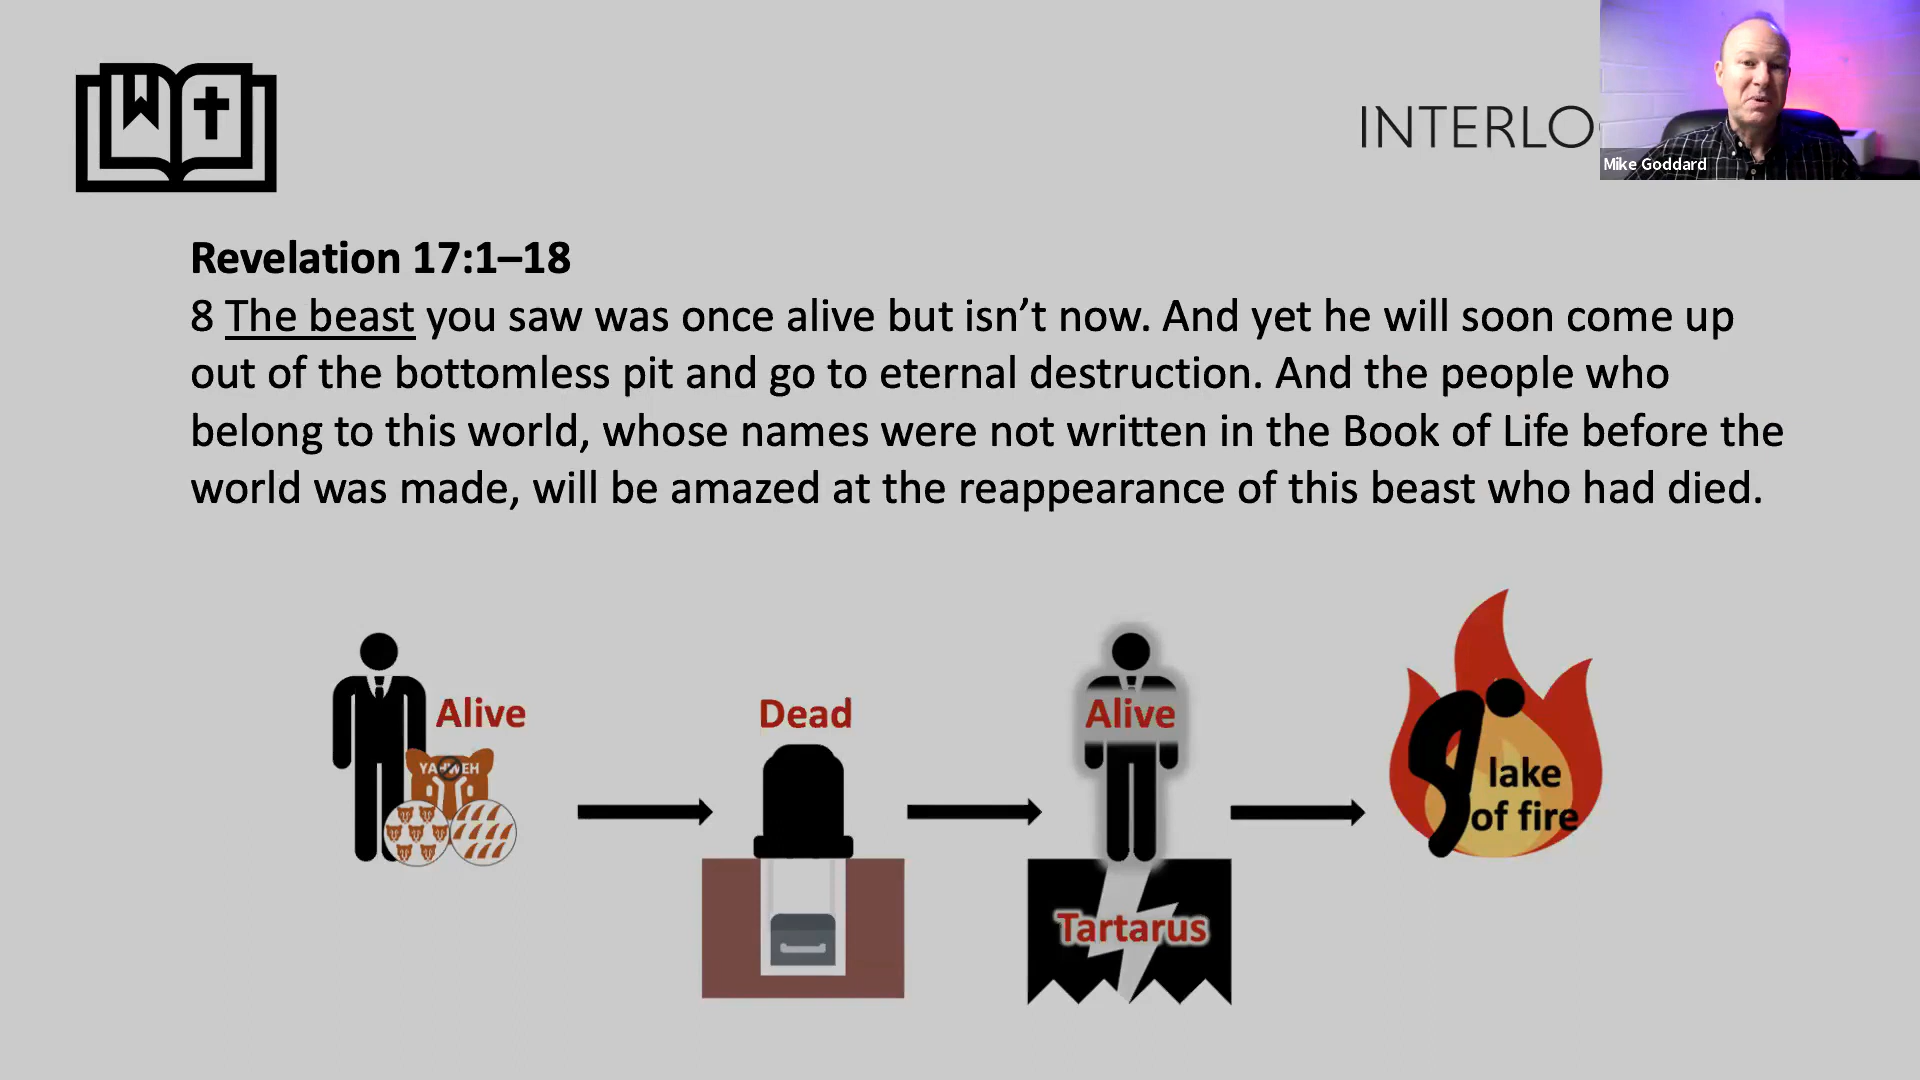 INTERLO
Mike Goddard
Revelation 17:1–18
8 The beast you saw was once alive but isn’t now. And yet he will soon come up
out of the bottomless pit and go to eternal destruction. And the people who
belong to this world, whose names were not written in the Book of Life before the
world was made, will be amazed at the reappearance of this beast who had died.
Alive
YAHWEH
Dead
Alive
lake
of fire
Tartarus